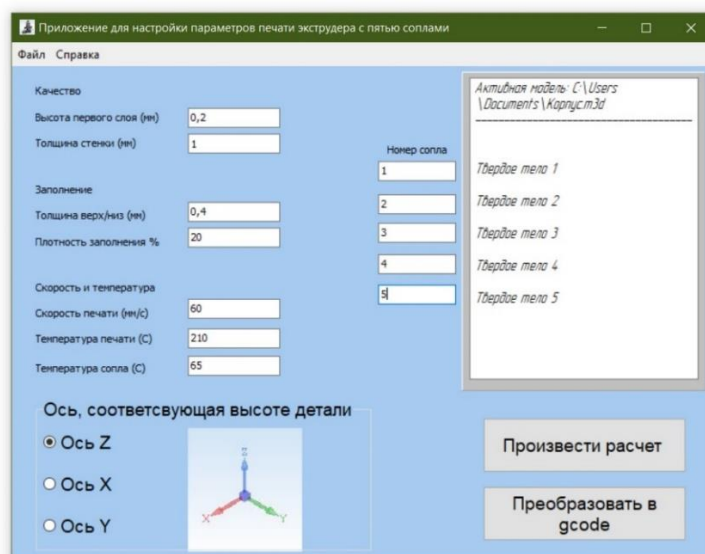 Приложение для настройки параметров печати экструдера с пятью соплами
Файл Справка
Качество
Высота первого слоя (мм)
0,2
Толщина стенки (мм)
1
Заполнение
Толщина верх/низ (мм)
0,4
Плотность заполнения %
20
Скорость и температура
Скорость печати (мм/с)
60
Температура печати (С)
210
Температура сопла (С)
65
Номер сопла
1
2
3
4
5
Активная модель: C:\Users
\Documents\Корпус.m3d
Твердое тело 1
Твердое тело 2
Твердое тело 3
Твердое тело 4
Твердое тело 5
Ось, соответсвующая высоте детали
Ось Z
Ось X
Ось Y
Z
X
Y
Произвести расчет
Преобразовать в
gcode